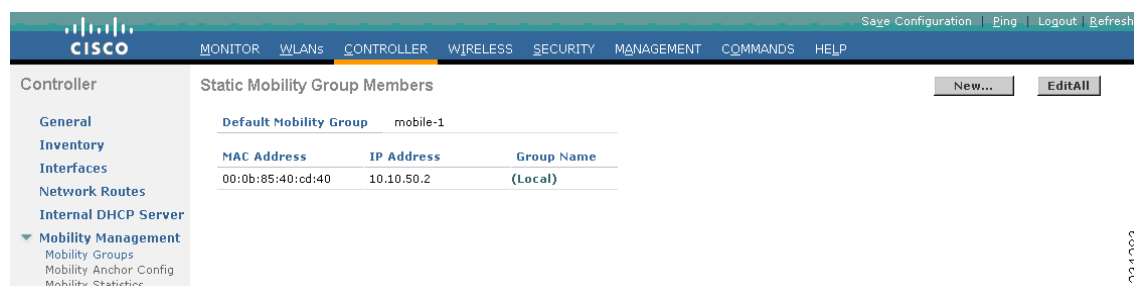 Save Configuration | Ping | Logout | Refresh
CISCO
MONITOR WLANs CONTROLLER WIRELESS SECURITY MANAGEMENT COMMANDS HELP
Controller
Static Mobility Group Members
New...
EditAll
General
Inventory
Interfaces
Network Routes
Internal DHCP Server
Mobility Management
Mobility Groups
Mobility Anchor Config
Mobility Statistics
Default Mobility Group mobile-1
MAC Address IP Address Group Name
00:0b:85:40:cd:40 10.10.50.2 (Local)